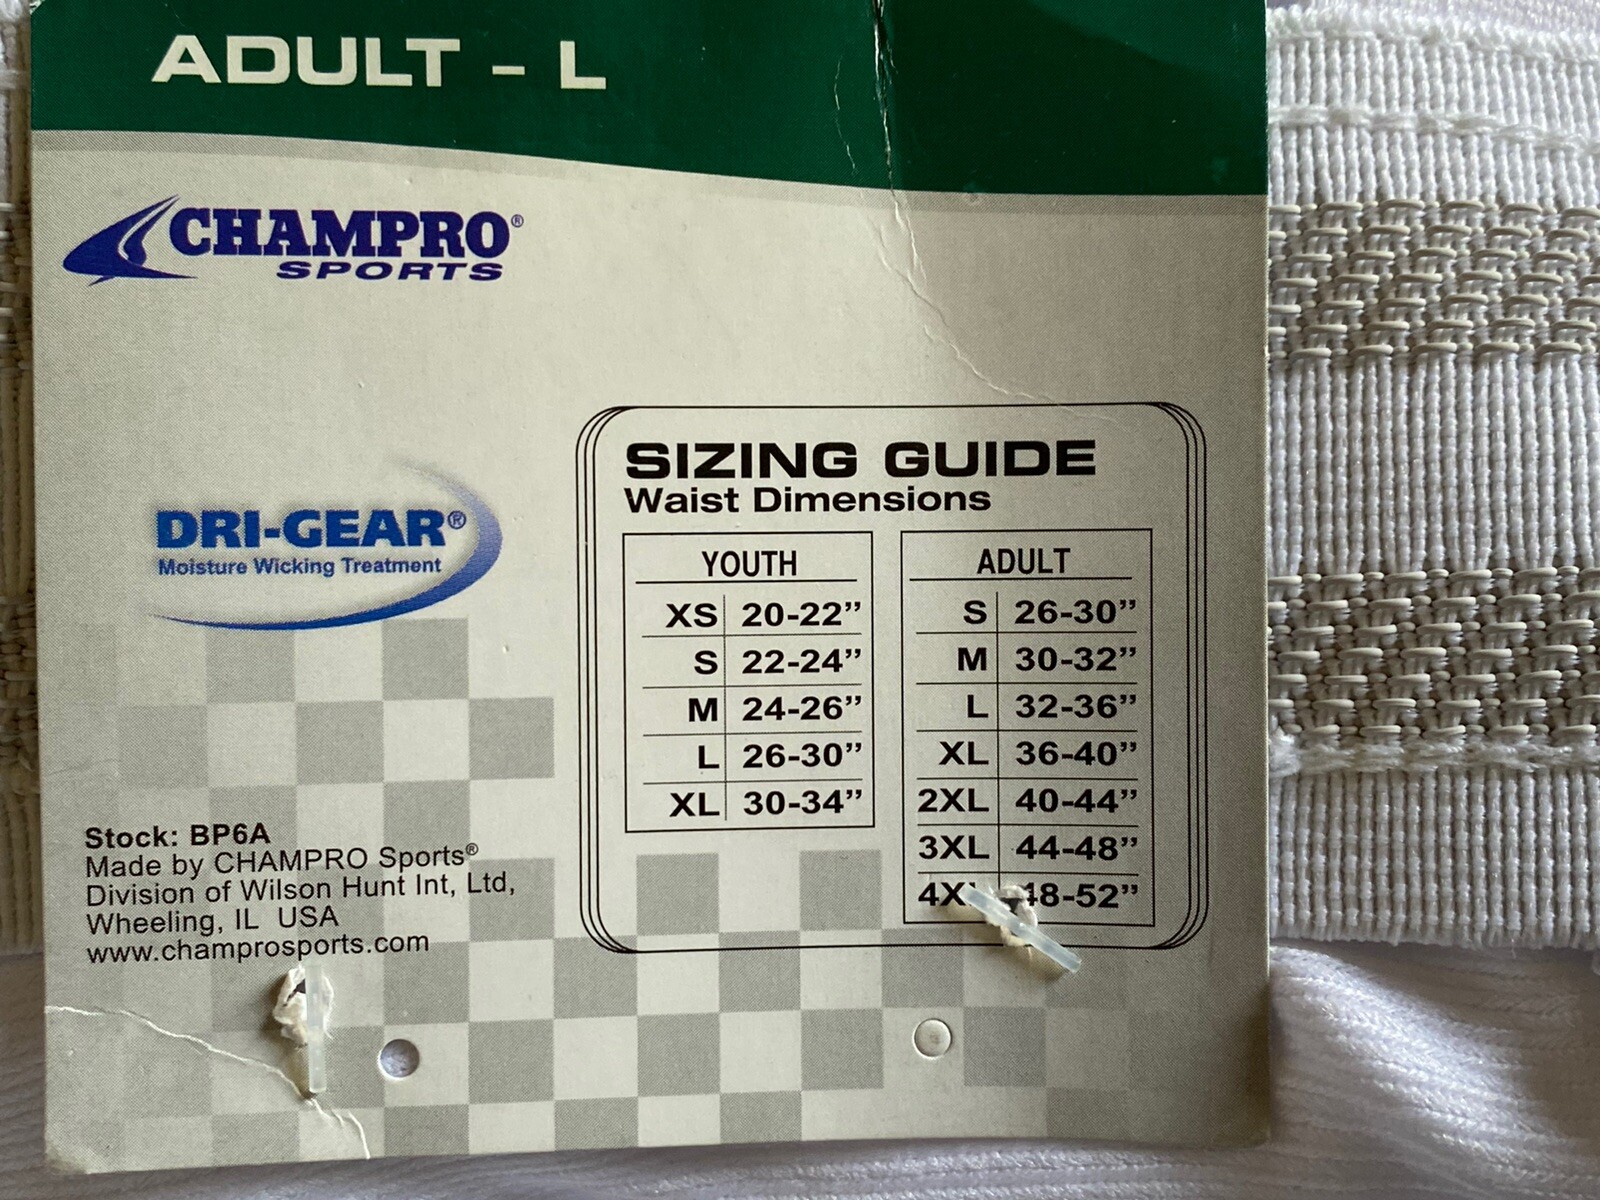 ADULT - L
CHAMPRO®
SPORTS
DRI-GEAR®
Moisture Wicking Treatment
SIZING GUIDE
Waist Dimensions
YOUTH
XS 20-22”
S 22-24”
M 24-26”
L 26-30”
XL 30-34”
ADULT
S 26-30”
M 30-32”
L 32-36”
XL 36-40”
2XL 40-44”
3XL 44-48”
4XL 48-52”
Stock: BP6A
Made by CHAMPRO Sports®
Division of Wilson Hunt Int, Ltd,
Wheeling, IL USA
www.champrosports.com